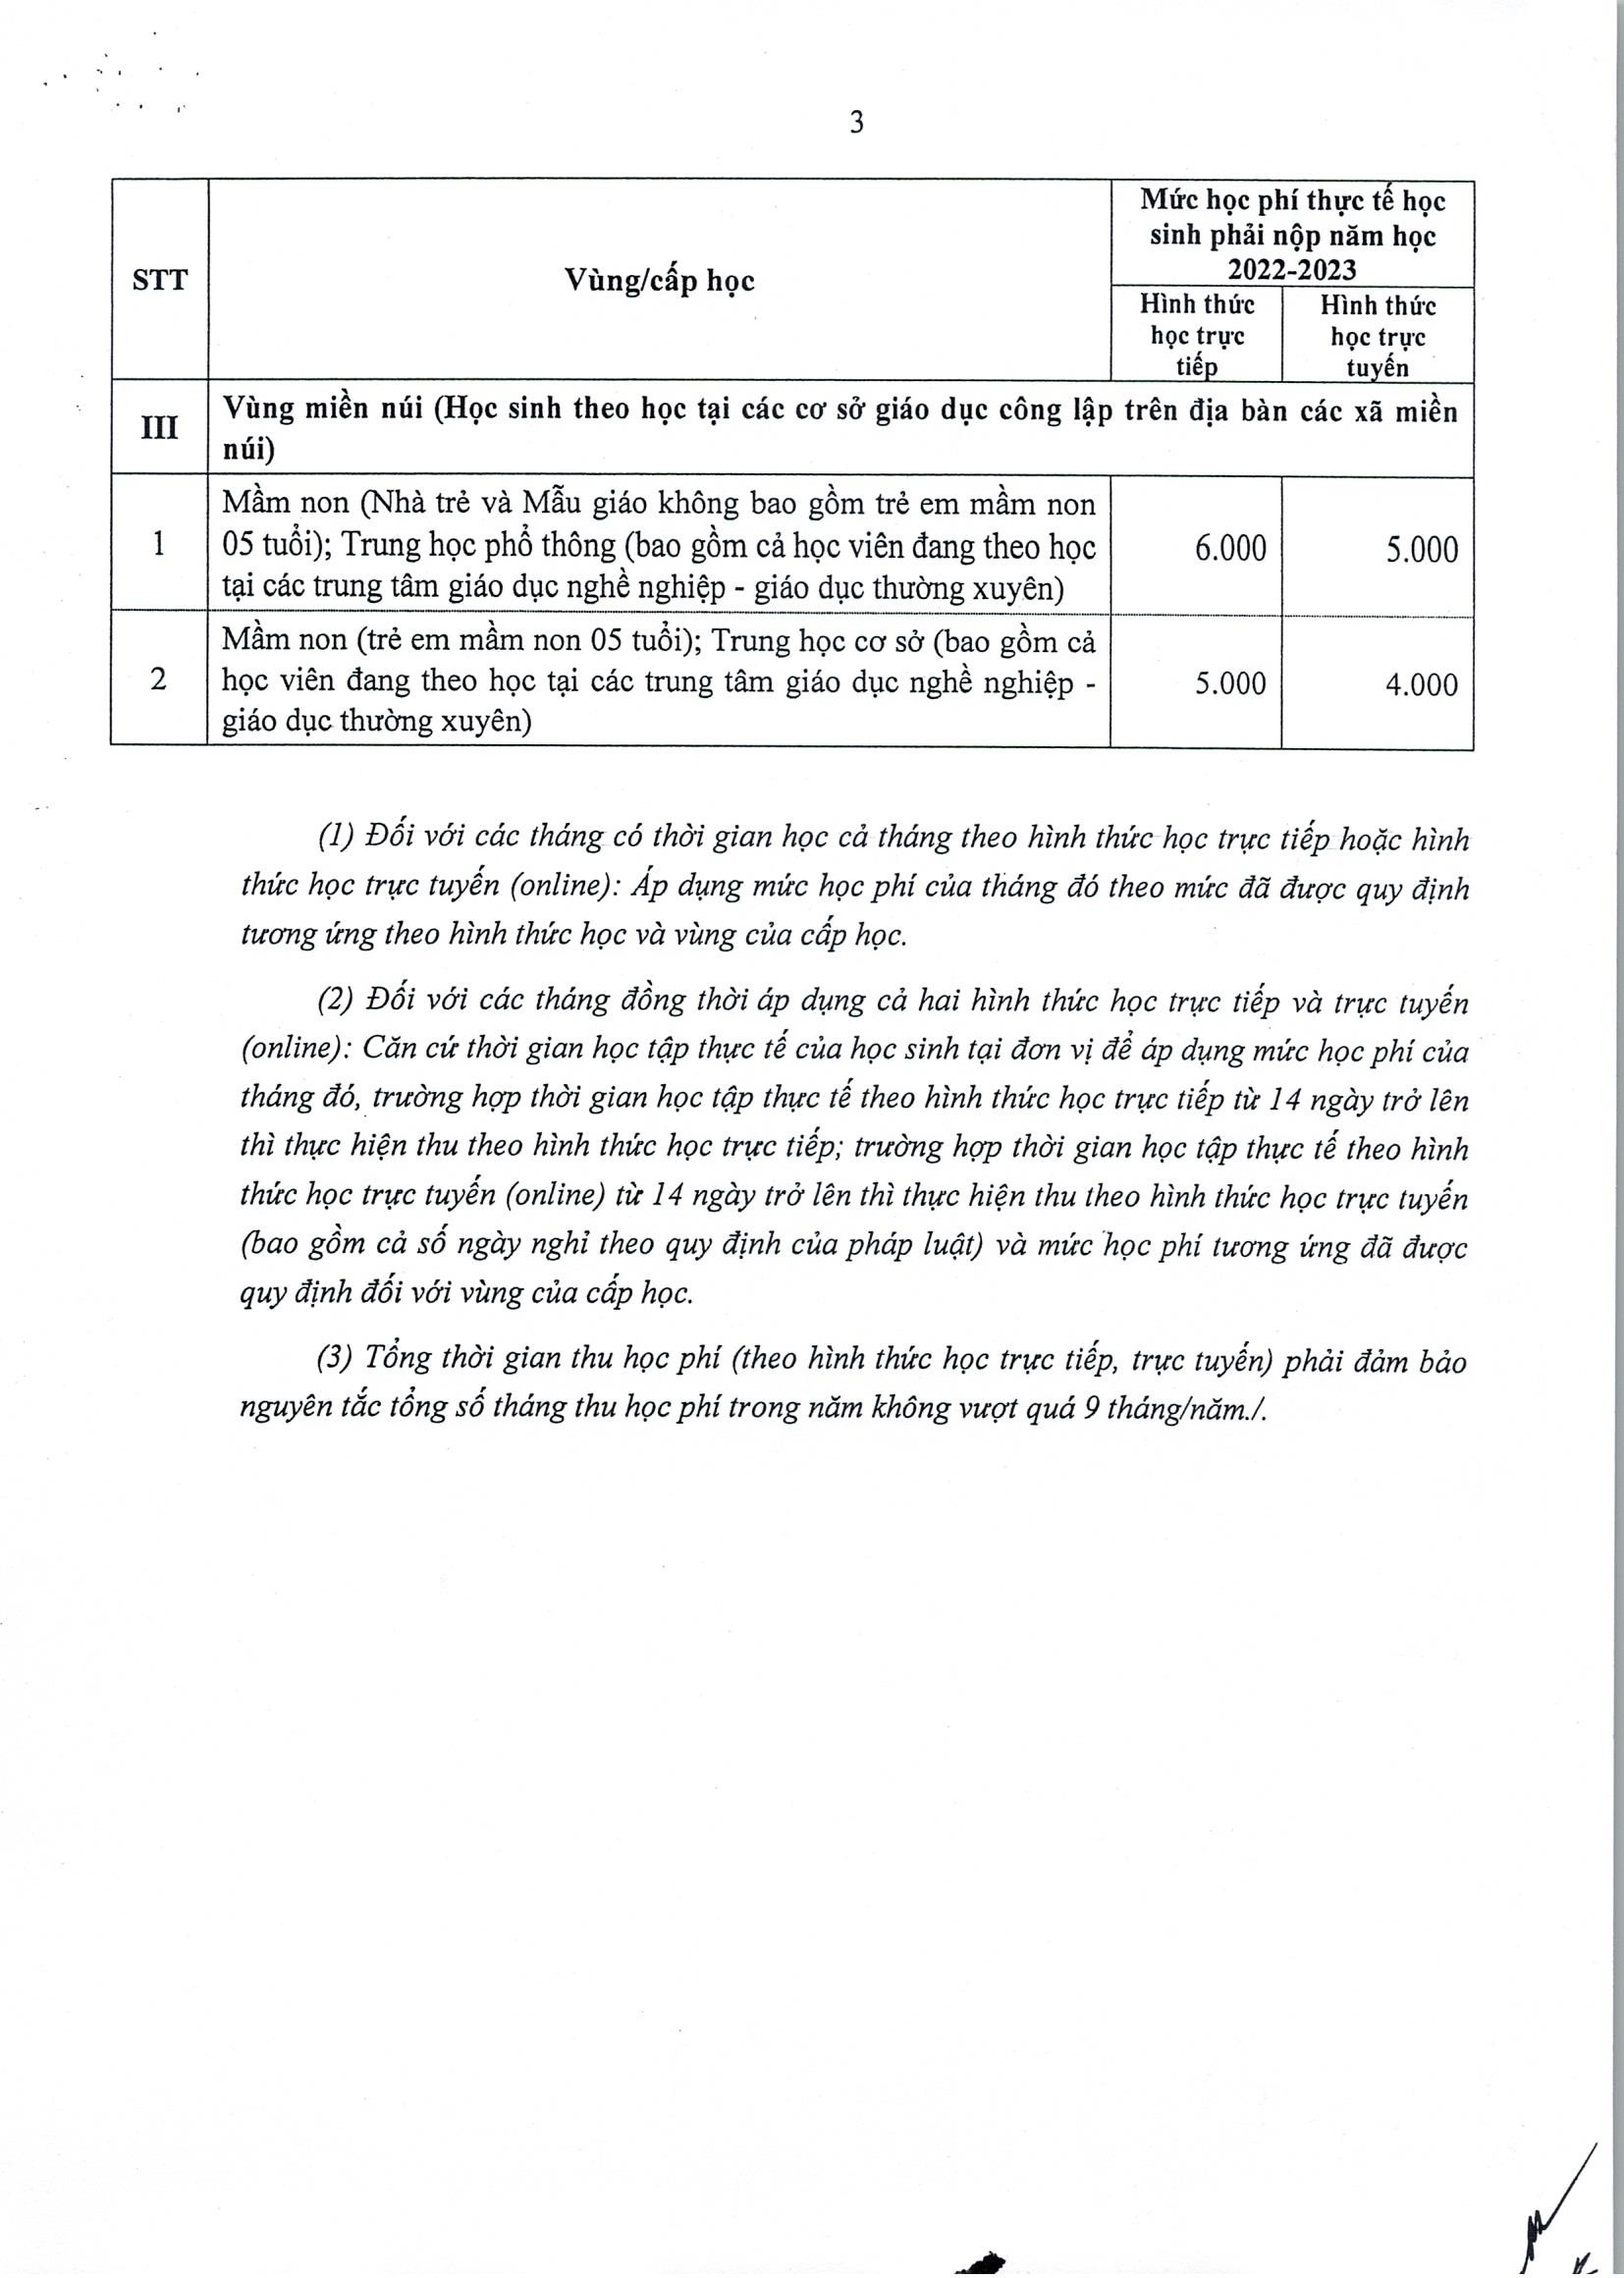 3
STT
Vùng/cấp học
Mức học phí thực tế học
sinh phải nộp năm học
2022-2023
Hình thức
học trực
tiếp
Hình thức
học trực
tuyến
III
Vùng miền núi (Học sinh theo học tại các cơ sở giáo dục công lập trên địa bàn các xã miền
núi)
1
Mầm non (Nhà trẻ và Mẫu giáo không bao gồm trẻ em mầm non
05 tuổi); Trung học phổ thông (bao gồm cả học viên đang theo học
tại các trung tâm giáo dục nghề nghiệp - giáo dục thường xuyên)
6.000
5.000
2
Mầm non (trẻ em mầm non 05 tuổi); Trung học cơ sở (bao gồm cả
học viên đang theo học tại các trung tâm giáo dục nghề nghiệp -
giáo dục thường xuyên)
5.000
4.000
(1) Đối với các tháng có thời gian học cả tháng theo hình thức học trực tiếp hoặc hình
thức học trực tuyến (online): Áp dụng mức học phí của tháng đó theo mức đã được quy định
tương ứng theo hình thức học và vùng của cấp học.
(2) Đối với các tháng đồng thời áp dụng cả hai hình thức học trực tiếp và trực tuyến
(online): Căn cứ thời gian học tập thực tế của học sinh tại đơn vị để áp dụng mức học phí của
tháng đó, trường hợp thời gian học tập thực tế theo hình thức học trực tiếp từ 14 ngày trở lên
thì thực hiện thu theo hình thức học trực tiếp; trường hợp thời gian học tập thực tế theo hình
thức học trực tuyến (online) từ 14 ngày trở lên thì thực hiện thu theo hình thức học trực tuyến
(bao gồm cả số ngày nghỉ theo quy định của pháp luật) và mức học phí tương ứng đã được
quy định đối với vùng của cấp học.
(3) Tổng thời gian thu học phí (theo hình thức học trực tiếp, trực tuyến) phải đảm bảo
nguyên tắc tổng số tháng thu học phí trong năm không vượt quá 9 tháng/năm./.